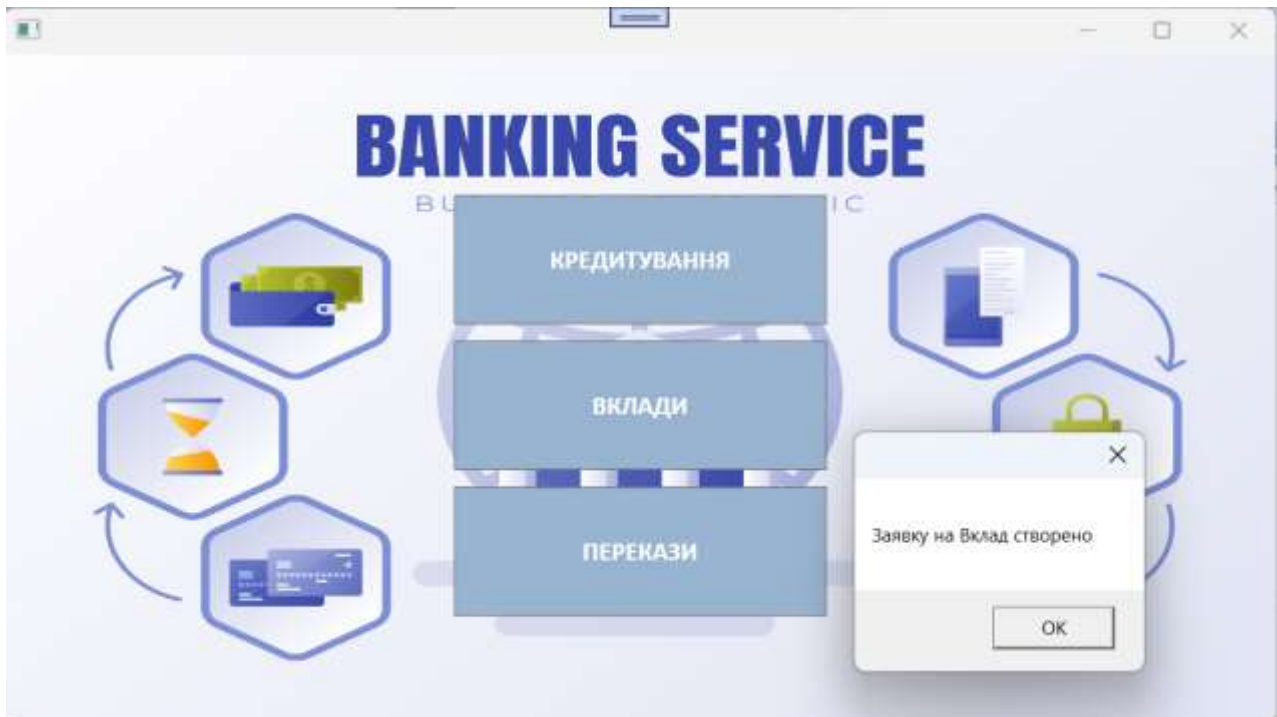 BANKING SERVICE
КРЕДИТУВАННЯ
ВКЛАДИ
ПЕРЕКАЗИ
Заявку на Вклад створено
OK